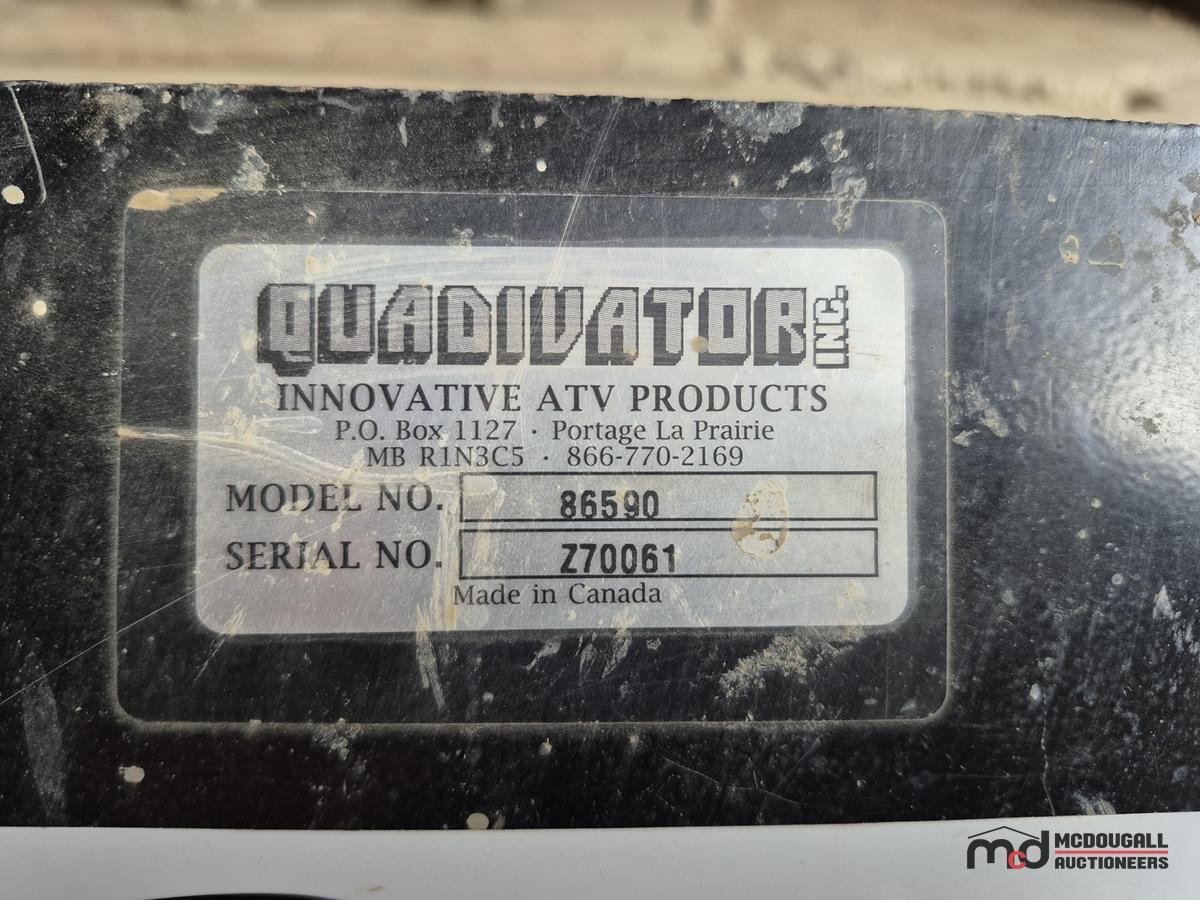 QUADIVATOR INC.
INNOVATIVE ATV PRODUCTS
P.O. Box 1127 · Portage La Prairie
MB R1N3C5 · 866-770-2169
MODEL NO. 86590
SERIAL NO. Z70061
Made in Canada
mcd MCDOUGALL
AUCTIONEERS